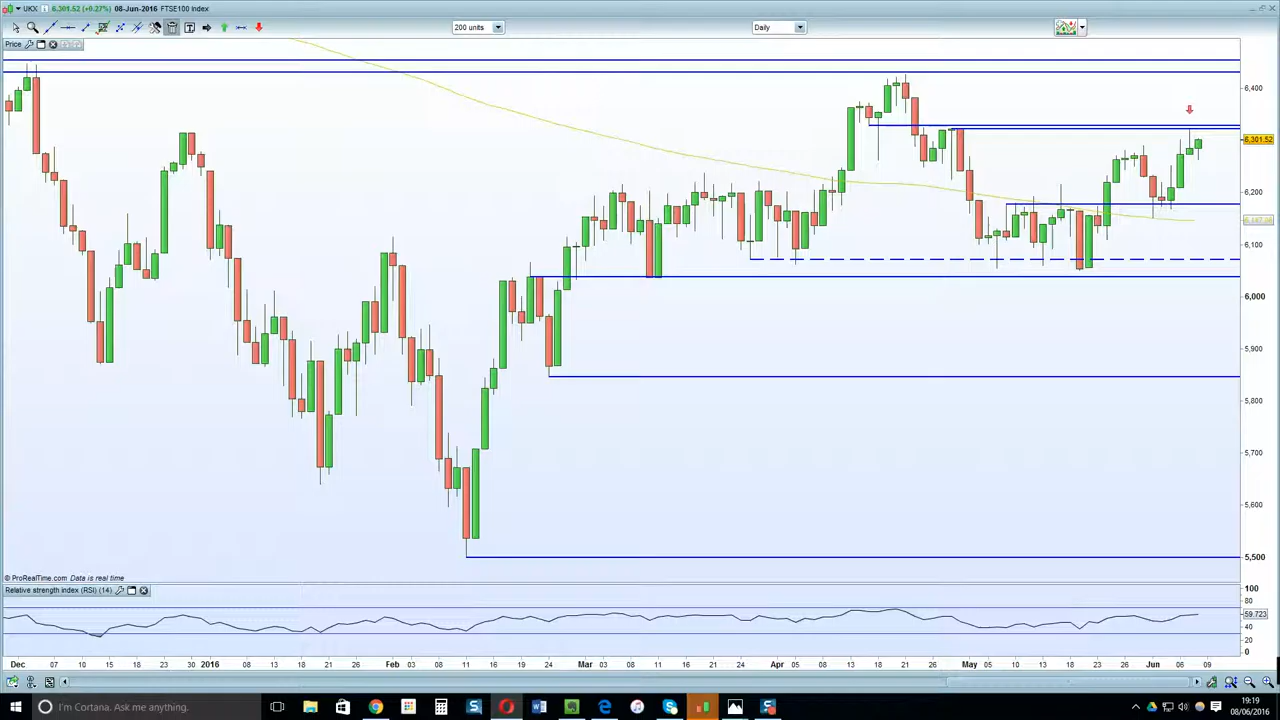 UKX 6,301.52 (+0.27%) 08-Jun-2016 FTSE100 Index
200 units Daily
Price
6,400
6,301.52
6,200
6,100
6,000
5,900
5,800
5,700
5,600
5,500
© ProRealTime.com Data is real time
Relative strength index (RSI) (14)
100
80
59.723
40
20
0
Dec 07 10 15 18 23 30 2016 06 08 13 18 21 26 Feb 03 08 11 16 19 24 Mar 03 08 11 16 21 24 Apr 05 08 13 18 21 26 May 05 10 13 18 23 Jun 06 09
I'm Cortana. Ask me anything.
19:19
08/06/2016